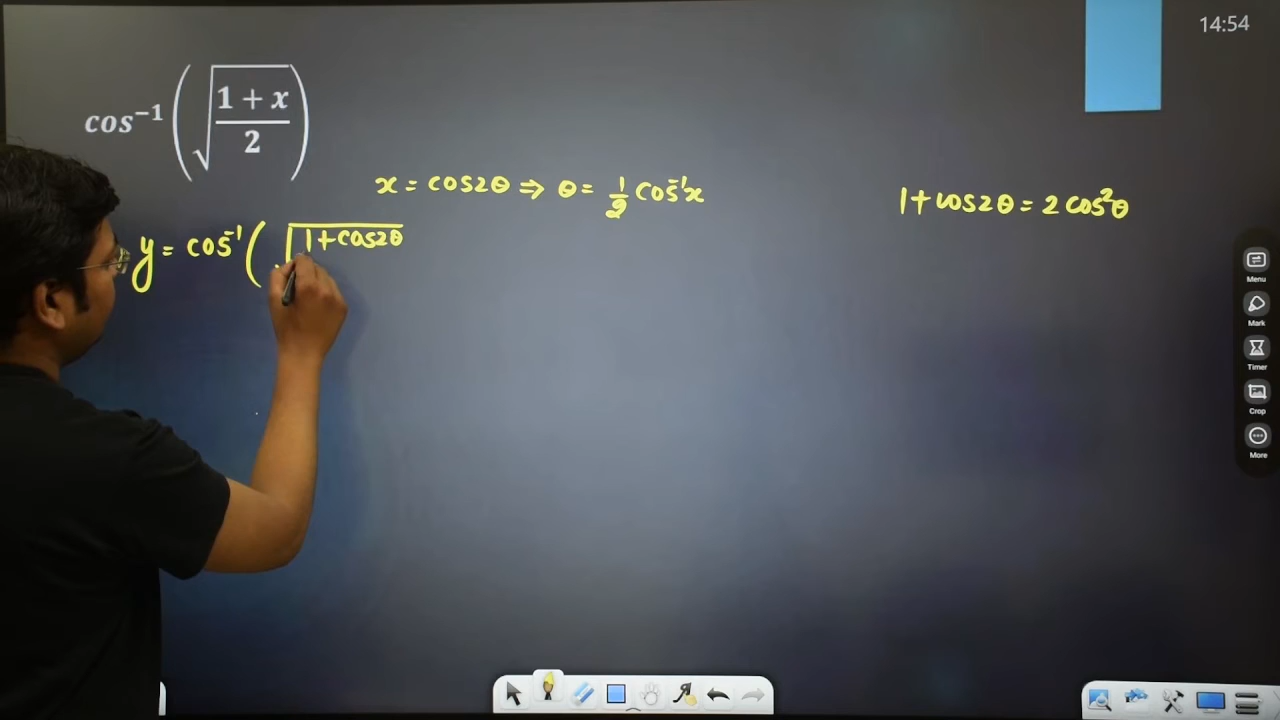 14:54
cos⁻¹(√((1 + x)/2))
x = cos2θ ⇒ θ = 1/2 cos⁻¹x
1 + cos2θ = 2cos²θ
y = cos⁻¹(√(1+cos2θ
Menu
Mark
Timer
Crop
More